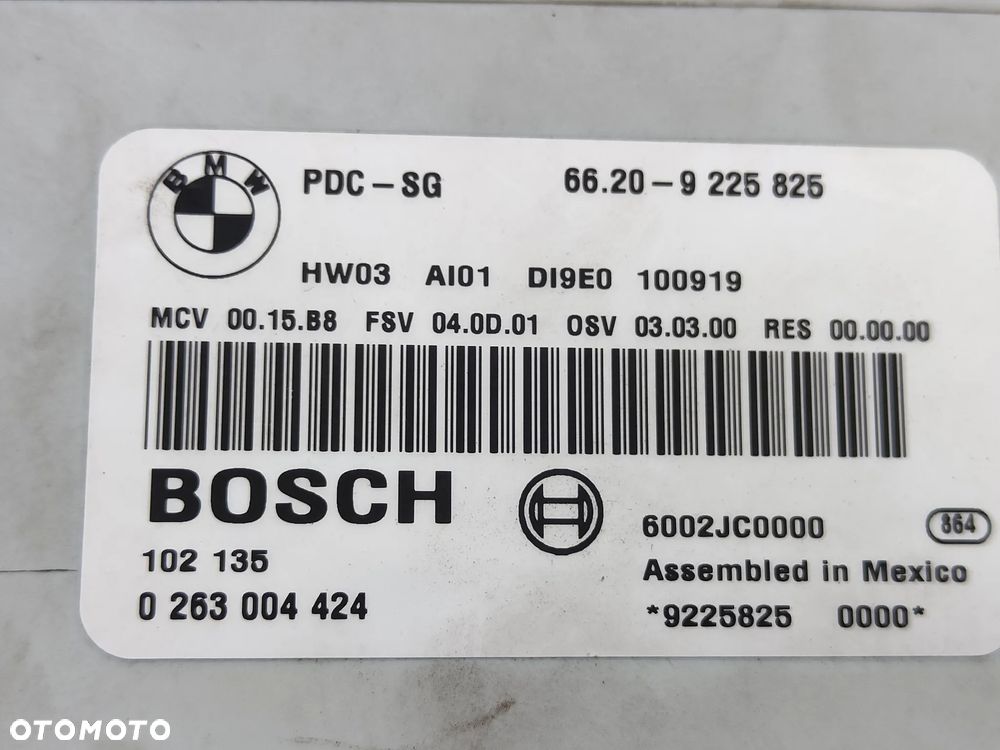 BMW
PDC-SG 66.20-9 225 825
HW03 AI01 DI9E0 100919
MCV 00.15.B8 FSV 04.0D.01 OSV 03.03.00 RES 00.00.00
BOSCH
6002JC0000 864
102 135 Assembled in Mexico
0 263 004 424 *9225825 0000*
OTOMOTO